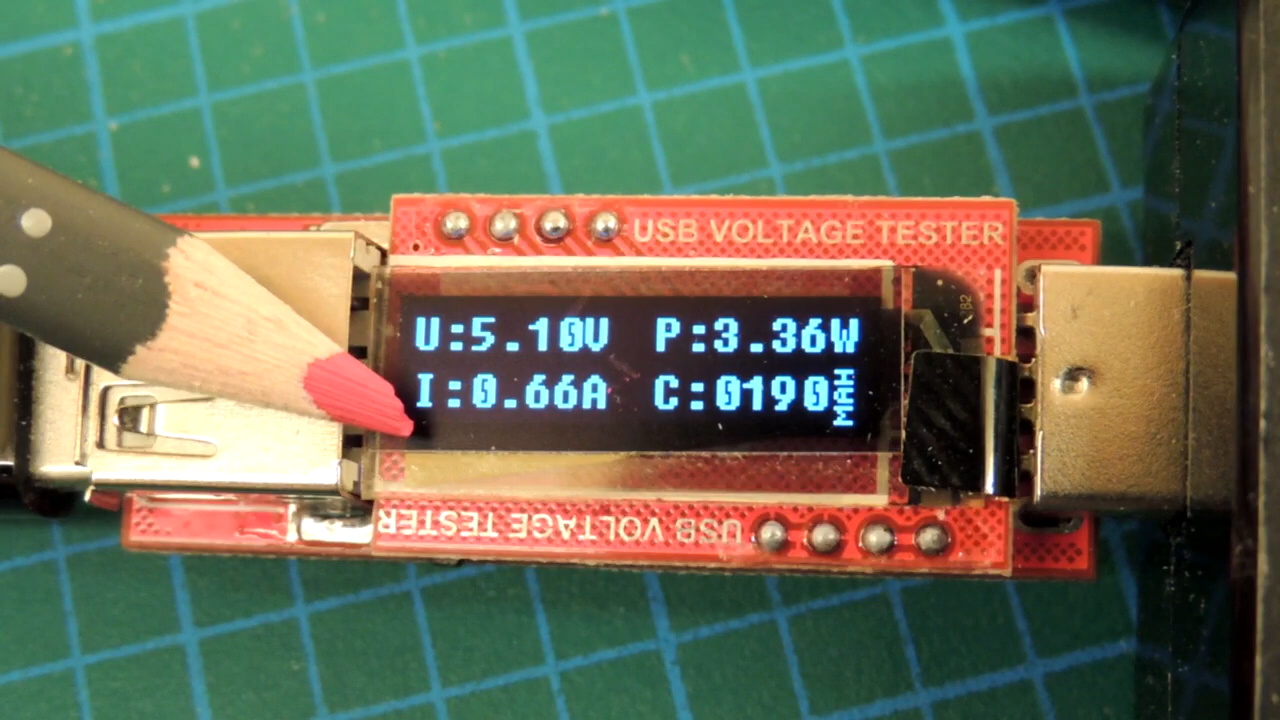 USB VOLTAGE TESTER
U:5.10V P:3.36W
I:0.66A C:0190MAH
USB VOLTAGE TESTER